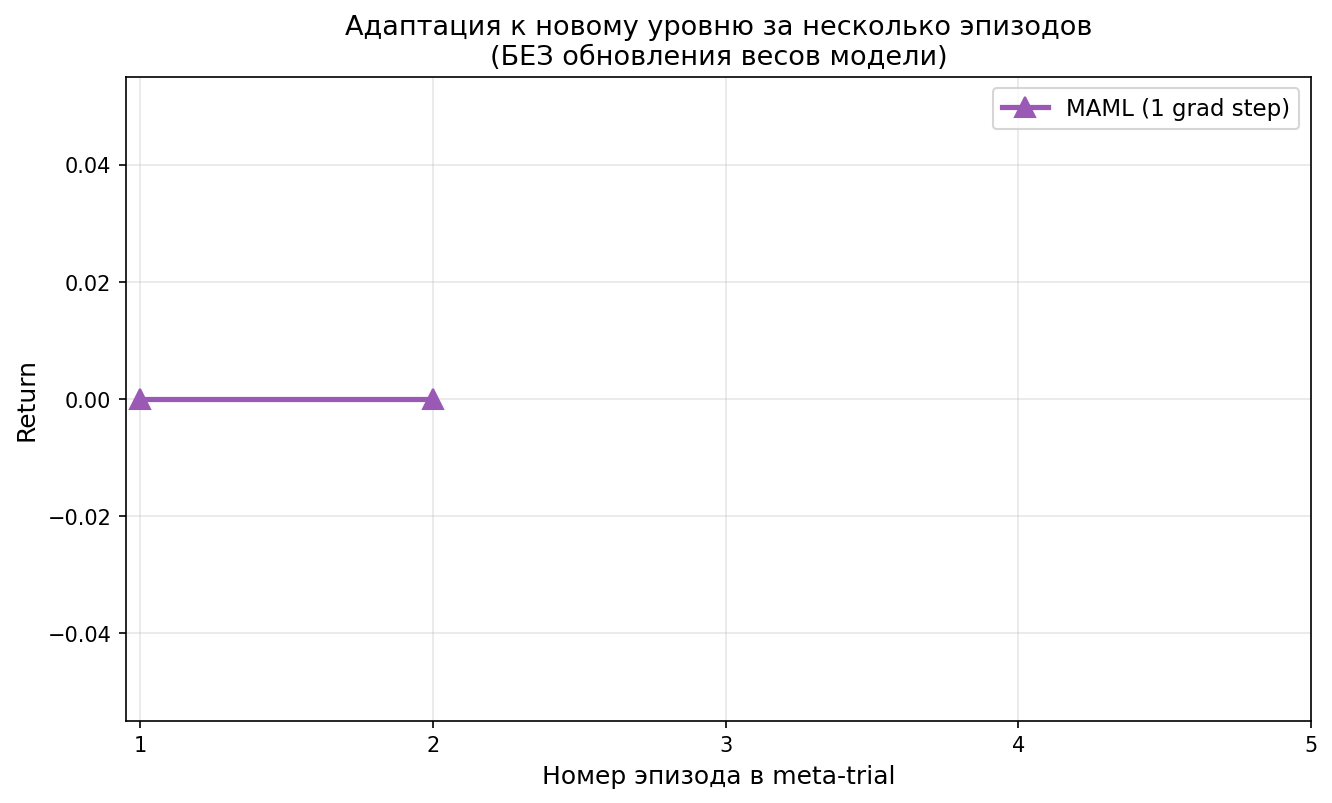 Адаптация к новому уровню за несколько эпизодов
(БЕЗ обновления весов модели)
MAML (1 grad step)
0.04
0.02
0.00
−0.02
−0.04
Return
1 2 3 4 5
Номер эпизода в meta-trial